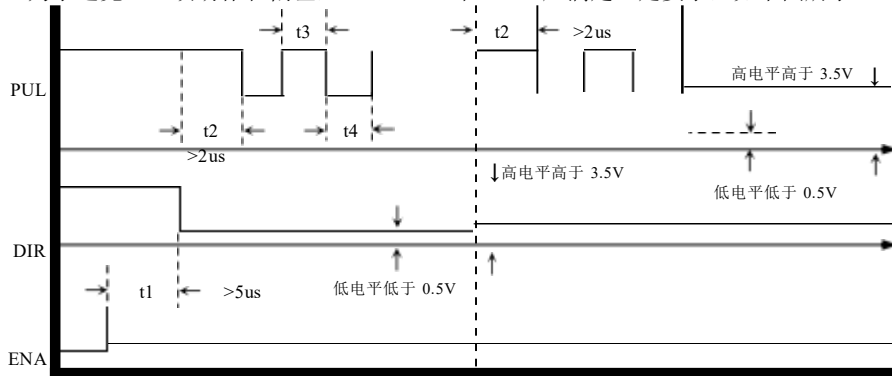 t3
t2
>2us
高电平高于 3.5V
PUL
t2
t4
>2us
高电平高于 3.5V
低电平低于 0.5V
DIR
t1
>5us
低电平低于 0.5V
ENA